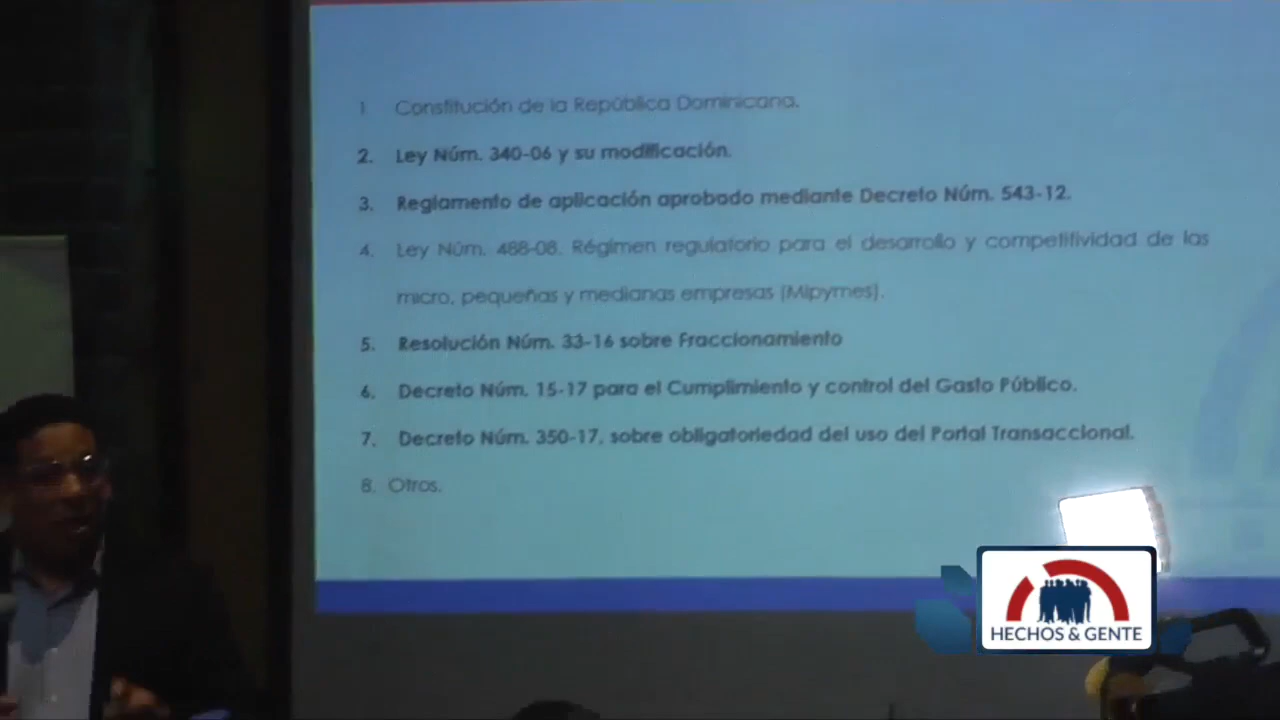 1 Constitución de la República Dominicana.
2. Ley Núm. 340-06 y su modificación.
3. Reglamento de aplicación aprobado mediante Decreto Núm. 543-12.
4. Ley Núm. 488-08. Régimen regulatorio para el desarrollo y competitividad de las
micro, pequeñas y medianas empresas (Mipymes).
5. Resolución Núm. 33-16 sobre Fraccionamiento
6. Decreto Núm. 15-17 para el Cumplimiento y control del Gasto Público.
7. Decreto Núm. 350-17, sobre obligatoriedad del uso del Portal Transaccional.
8. Otros.
HECHOS & GENTE